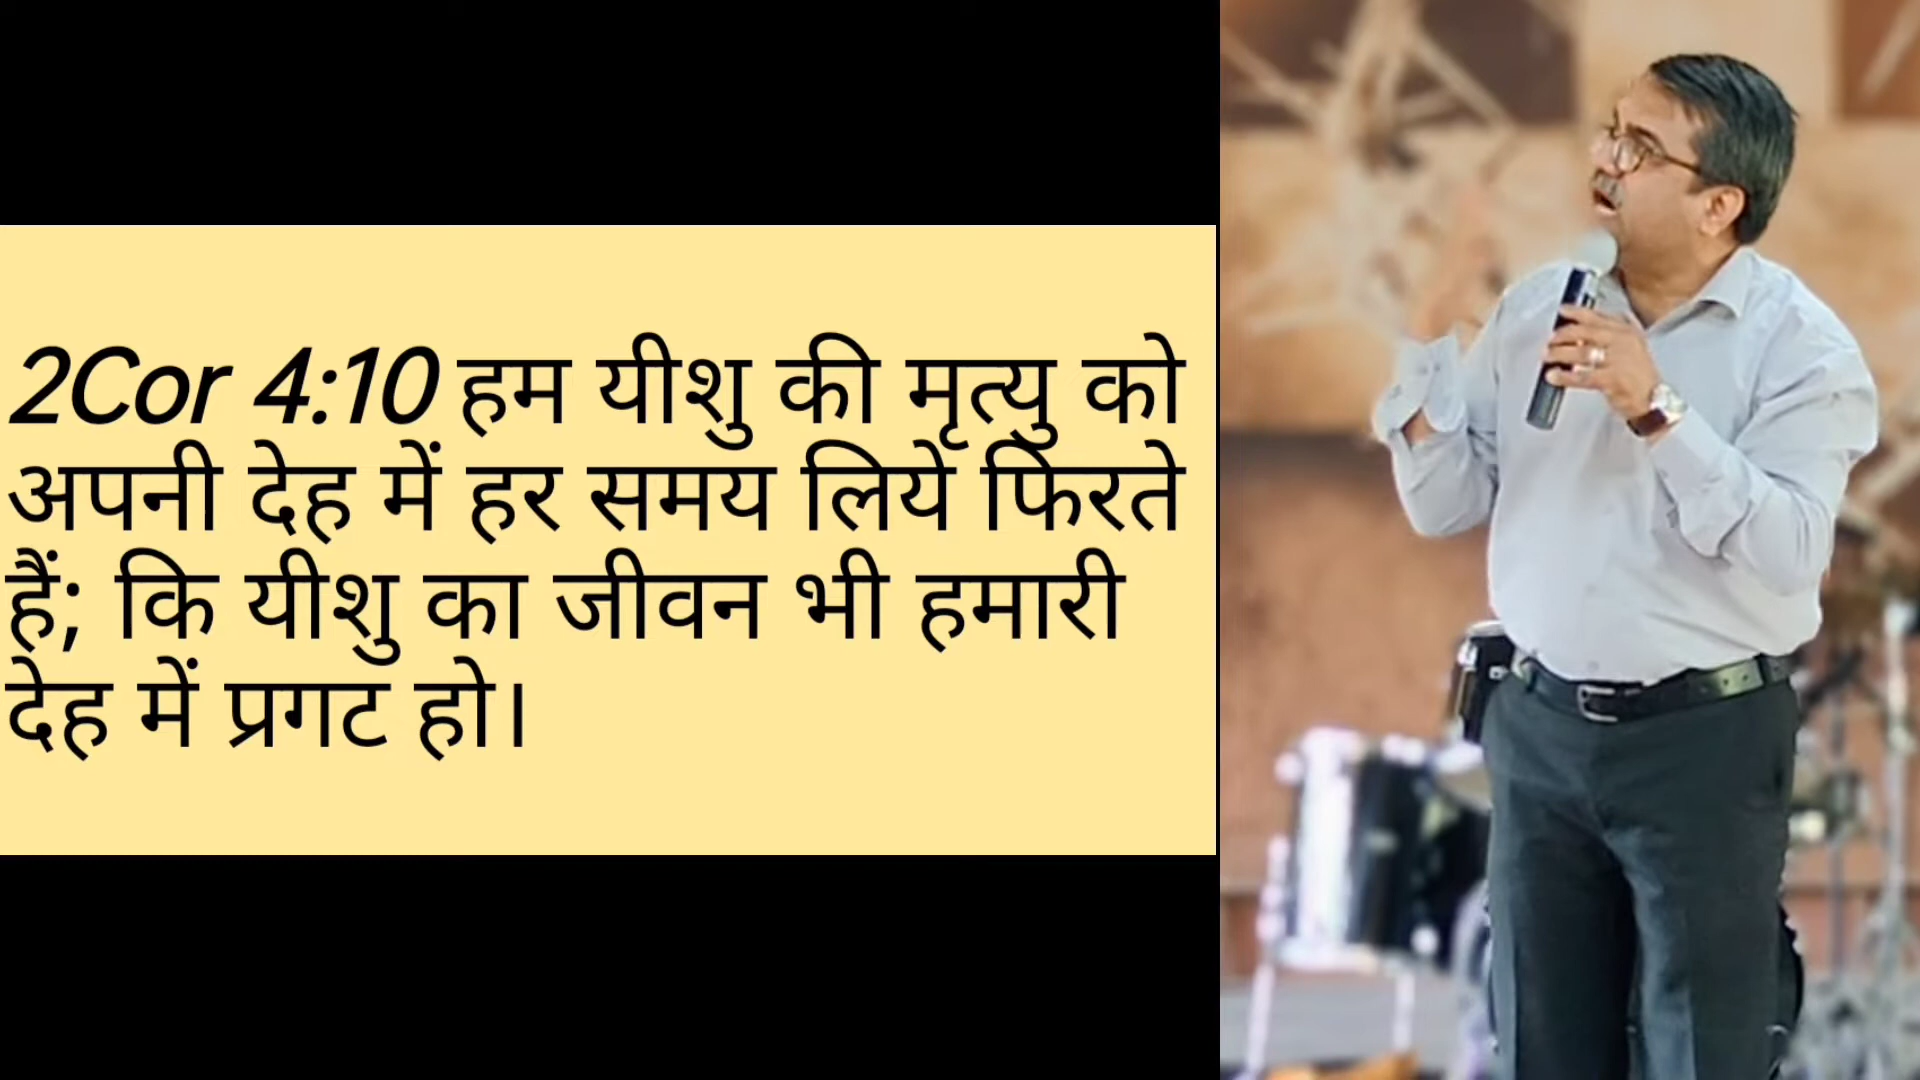 2Cor 4:10 हम यीशु की मृत्यु को
अपनी देह में हर समय लिये फिरते
हैं; कि यीशु का जीवन भी हमारी
देह में प्रगट हो।